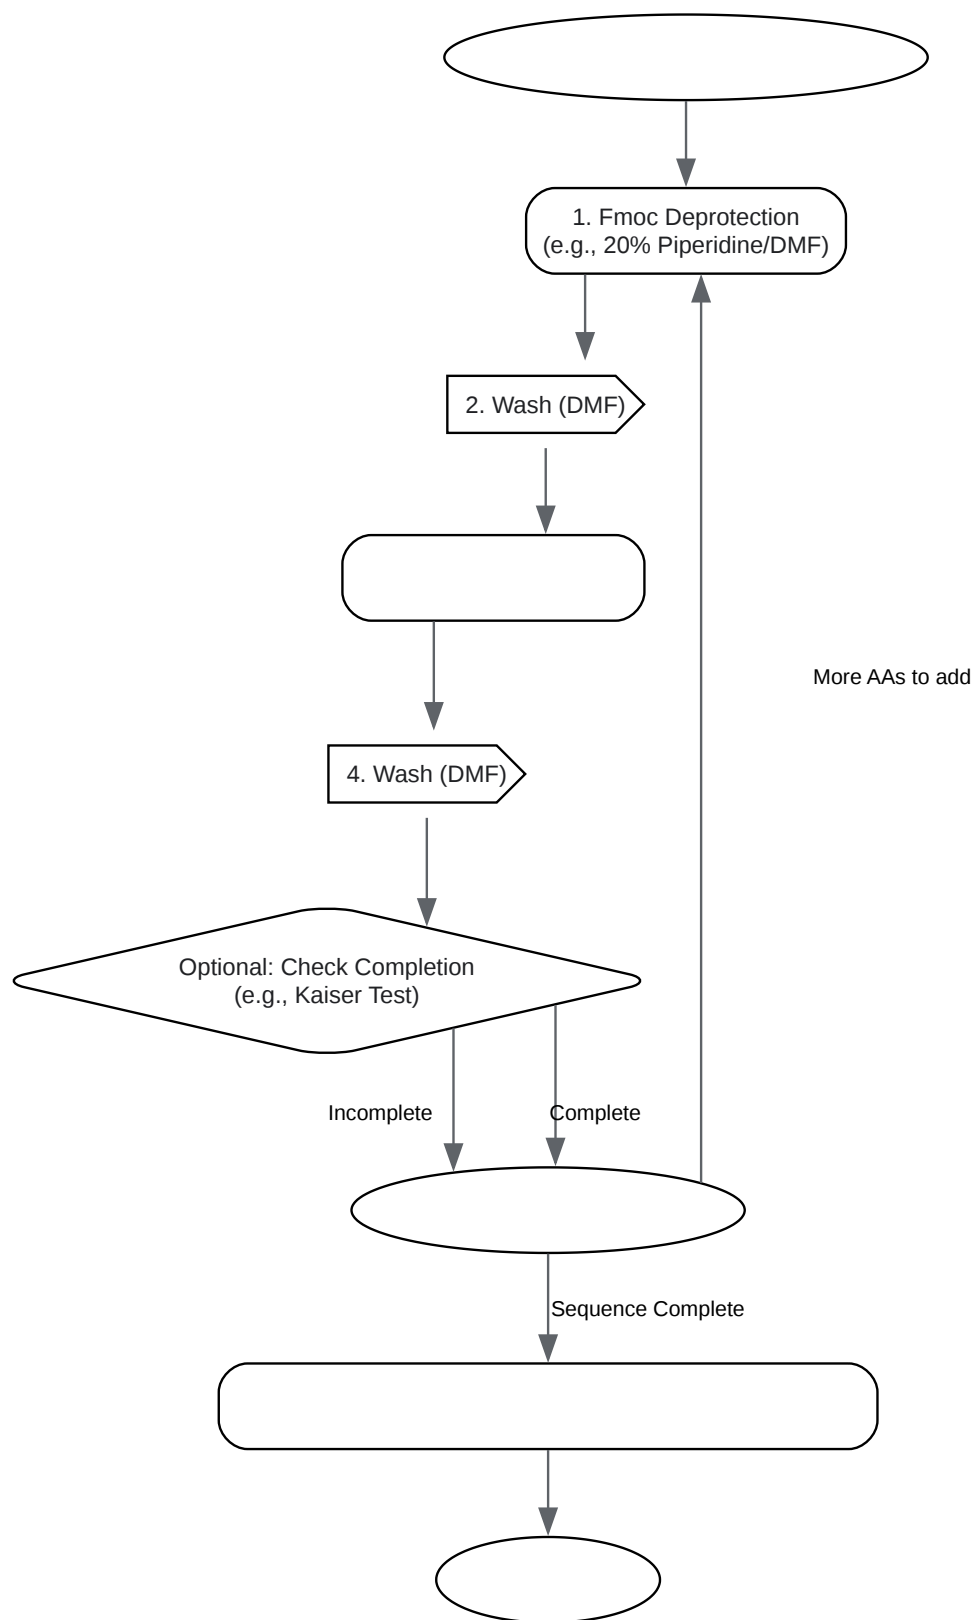 1. Fmoc Deprotection
(e.g., 20% Piperidine/DMF)
2. Wash (DMF)
More AAs to add
4. Wash (DMF)
Optional: Check Completion
(e.g., Kaiser Test)
Incomplete
Complete
Sequence Complete